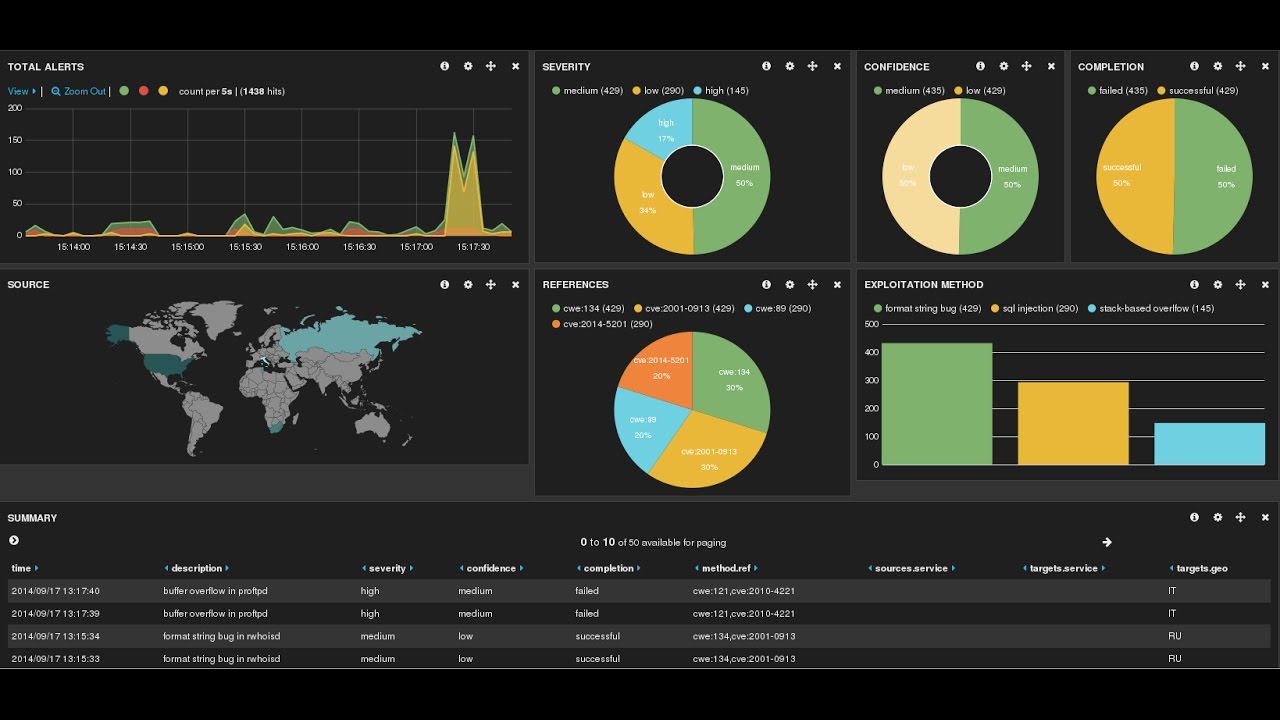 TOTAL ALERTS
View | Zoom Out | count per 5s | (1438 hits)
200
150
100
50
0
15:14:00 15:14:30 15:15:00 15:15:30 15:16:00 15:16:30 15:17:00 15:17:30
SEVERITY
medium (429) low (290) high (145)
high
17%
medium
50%
low
34%
CONFIDENCE
medium (435) low (429)
low
50%
medium
50%
COMPLETION
failed (435) successful (429)
successful
50%
failed
50%
SOURCE
REFERENCES
cwe:134 (429) cve:2001-0913 (429) cwe:89 (290)
cve:2014-5201 (290)
cve:2014-5201
20%
cwe:134
30%
cwe:89
20%
cve:2001-0913
30%
EXPLOITATION METHOD
format string bug (429) sql injection (290) stack-based overlfow (145)
500
400
300
200
100
0
SUMMARY
0 to 10 of 50 available for paging
time description severity confidence completion method.ref sources.service targets.service targets.geo
2014/09/17 13:17:40 buffer overflow in proftpd high medium failed cwe:121,cve:2010-4221 IT
2014/09/17 13:17:39 buffer overflow in proftpd high medium failed cwe:121,cve:2010-4221 IT
2014/09/17 13:15:34 format string bug in rwhoisd medium low successful cwe:134,cve:2001-0913 RU
2014/09/17 13:15:33 format string bug in rwhoisd medium low successful cwe:134,cve:2001-0913 RU